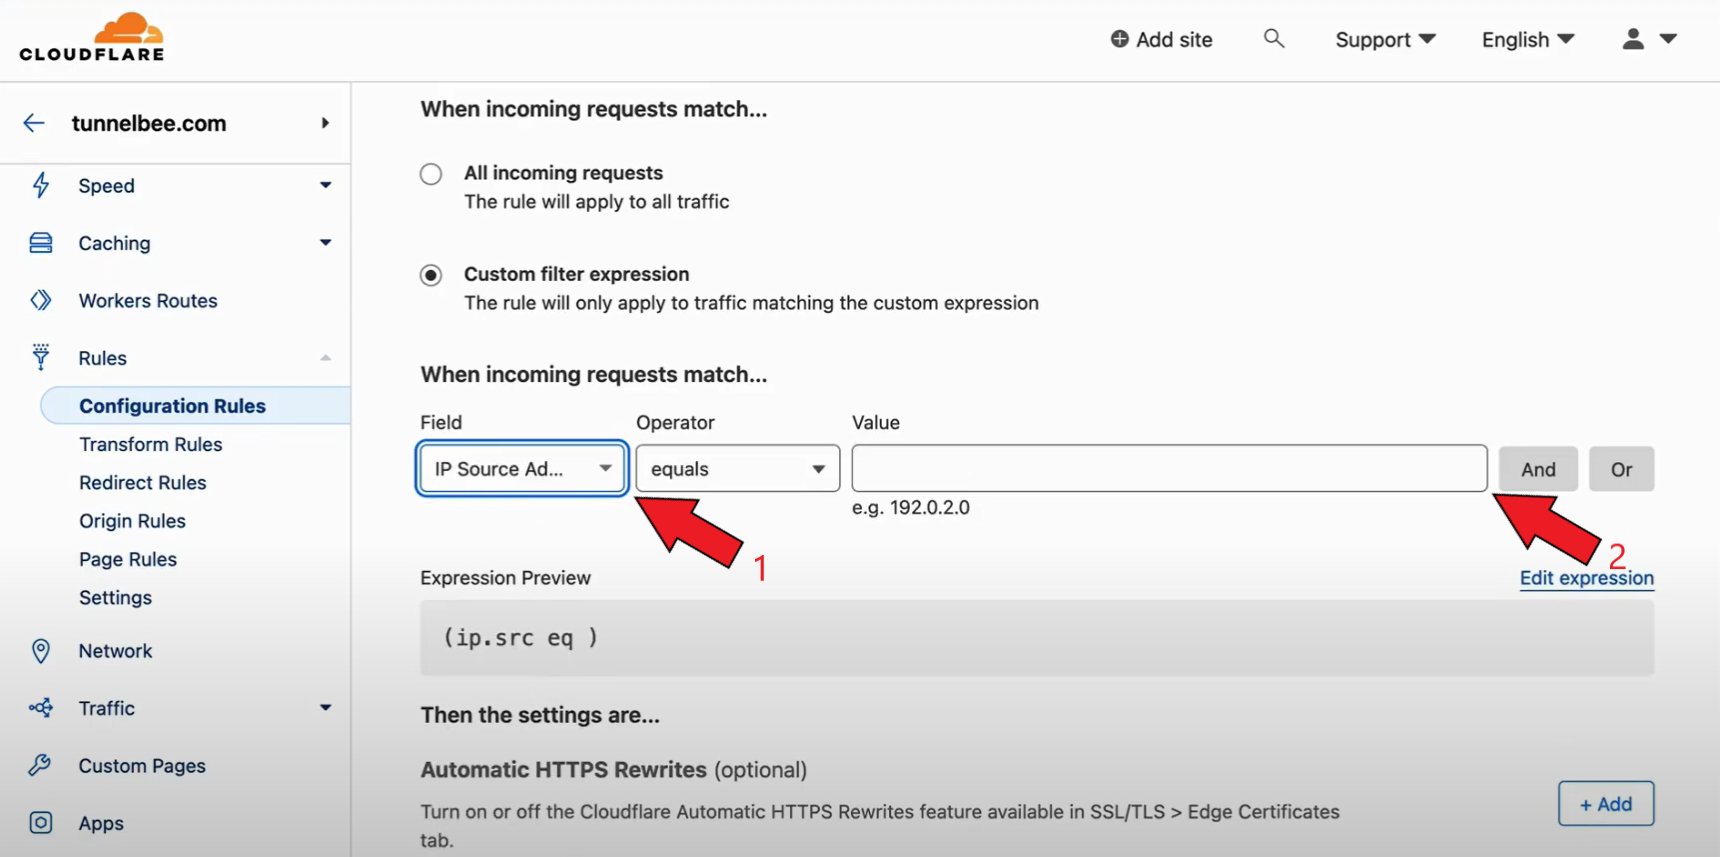 CLOUDFLARE
Add site
Support
English
tunnelbee.com
Speed
Caching
Workers Routes
Rules
Configuration Rules
Transform Rules
Redirect Rules
Origin Rules
Page Rules
Settings
Network
Traffic
Custom Pages
Apps
When incoming requests match...
All incoming requests
The rule will apply to all traffic
Custom filter expression
The rule will only apply to traffic matching the custom expression
When incoming requests match...
Field Operator Value
IP Source Ad... equals And Or
e.g. 192.0.2.0
1
2
Expression Preview Edit expression
(ip.src eq )
Then the settings are...
Automatic HTTPS Rewrites (optional)
Turn on or off the Cloudflare Automatic HTTPS Rewrites feature available in SSL/TLS > Edge Certificates
tab.
+ Add